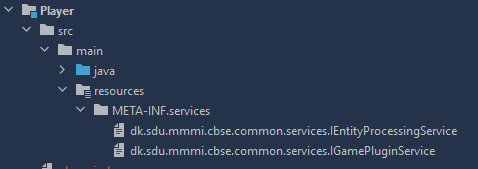 Player
src
main
java
resources
META-INF.services
dk.sdu.mmmi.cbse.common.services.IEntityProcessingService
dk.sdu.mmmi.cbse.common.services.IGamePluginService